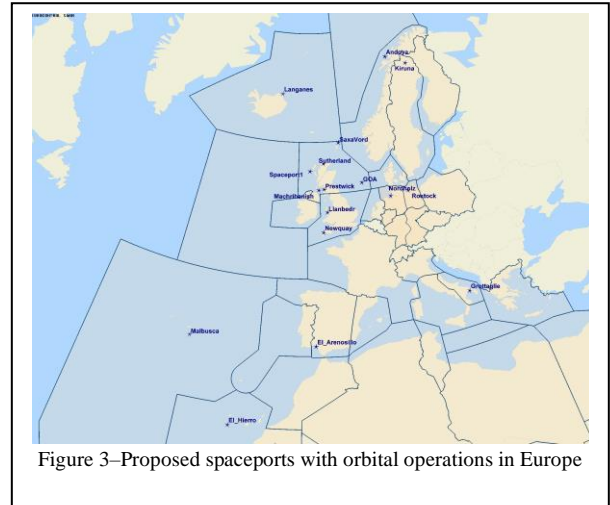 Andoya
Kiruna
Langanes
SaxaVord
Sutherland
Spaceport1
GOA
Prestwick
Nordholz
Machrihanish
Rostock
Llanbedr
Newquay
Grottaglie
Malbusca
El_Arenosillo
El_Hierro
Figure 3–Proposed spaceports with orbital operations in Europe